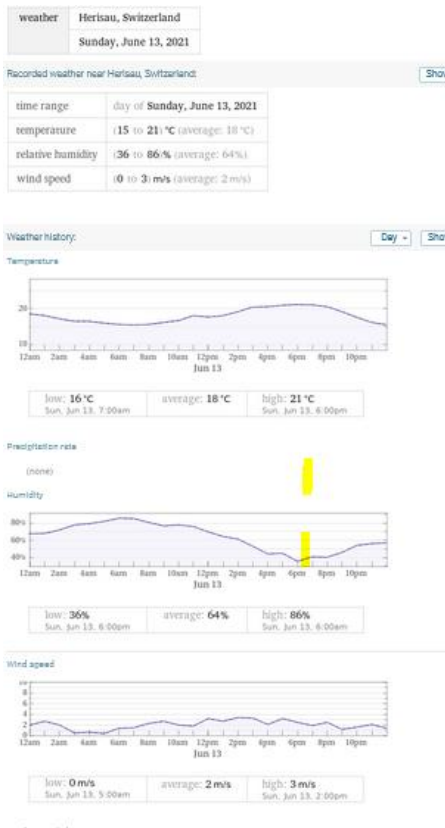 weather Herisau, Switzerland
Sunday, June 13, 2021
Recorded weather near Herisau, Switzerland:
Show
time range day of Sunday, June 13, 2021
temperature (15 to 21) °C (average: 18 °C)
relative humidity (36 to 86)% (average: 64%)
wind speed (0 to 3) m/s (average: 2 m/s)
Weather history:
Day Show
Temperature
20
10
12am 2am 4am 6am 8am 10am 12pm 2pm 4pm 6pm 8pm 10pm
Jun 13
low: 16 °C average: 18 °C high: 21 °C
Sun, Jun 13, 7:00am Sun, Jun 13, 6:00pm
Precipitation rate
(none)
Humidity
80%
60%
40%
12am 2am 4am 6am 8am 10am 12pm 2pm 4pm 6pm 8pm 10pm
Jun 13
low: 36% average: 64% high: 86%
Sun, Jun 13, 6:00pm Sun, Jun 13, 6:00am
Wind speed
10
8
6
4
2
0
12am 2am 4am 6am 8am 10am 12pm 2pm 4pm 6pm 8pm 10pm
Jun 13
low: 0 m/s average: 2 m/s high: 3 m/s
Sun, Jun 13, 5:00am Sun, Jun 13, 2:00pm